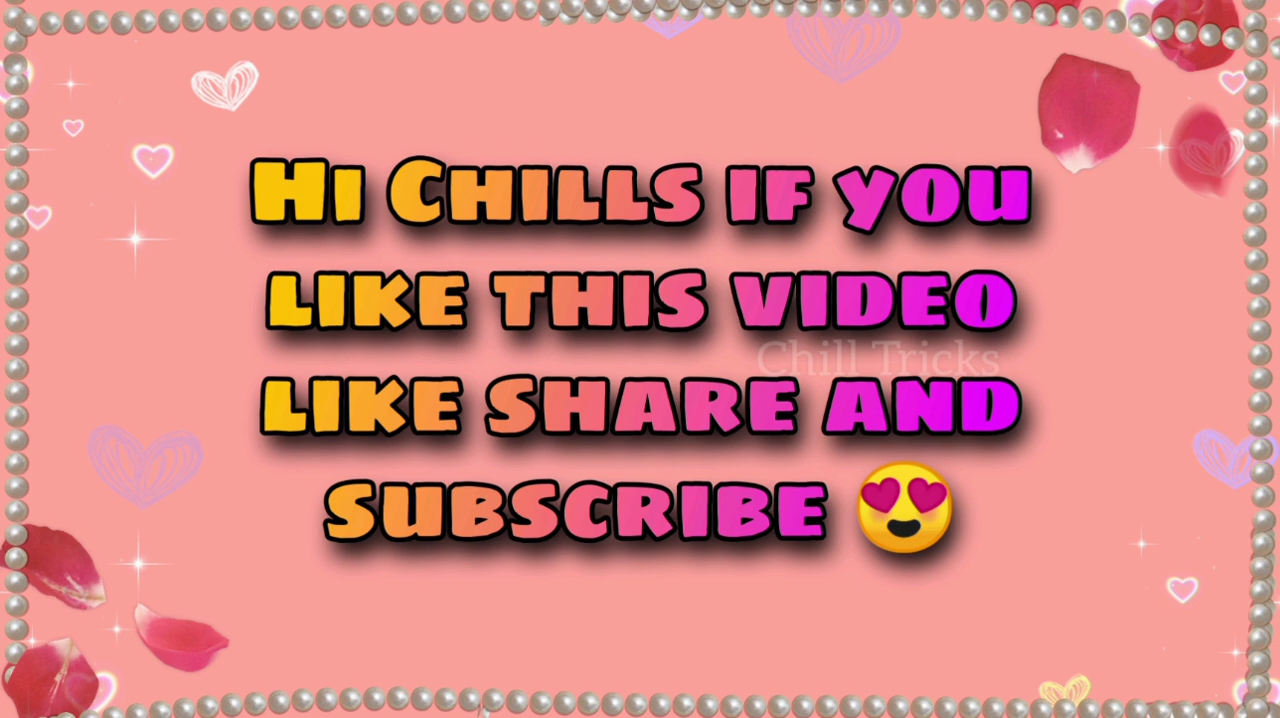 Hi Chills if you
like this video
Chill Tricks
like share and
subscribe 😍